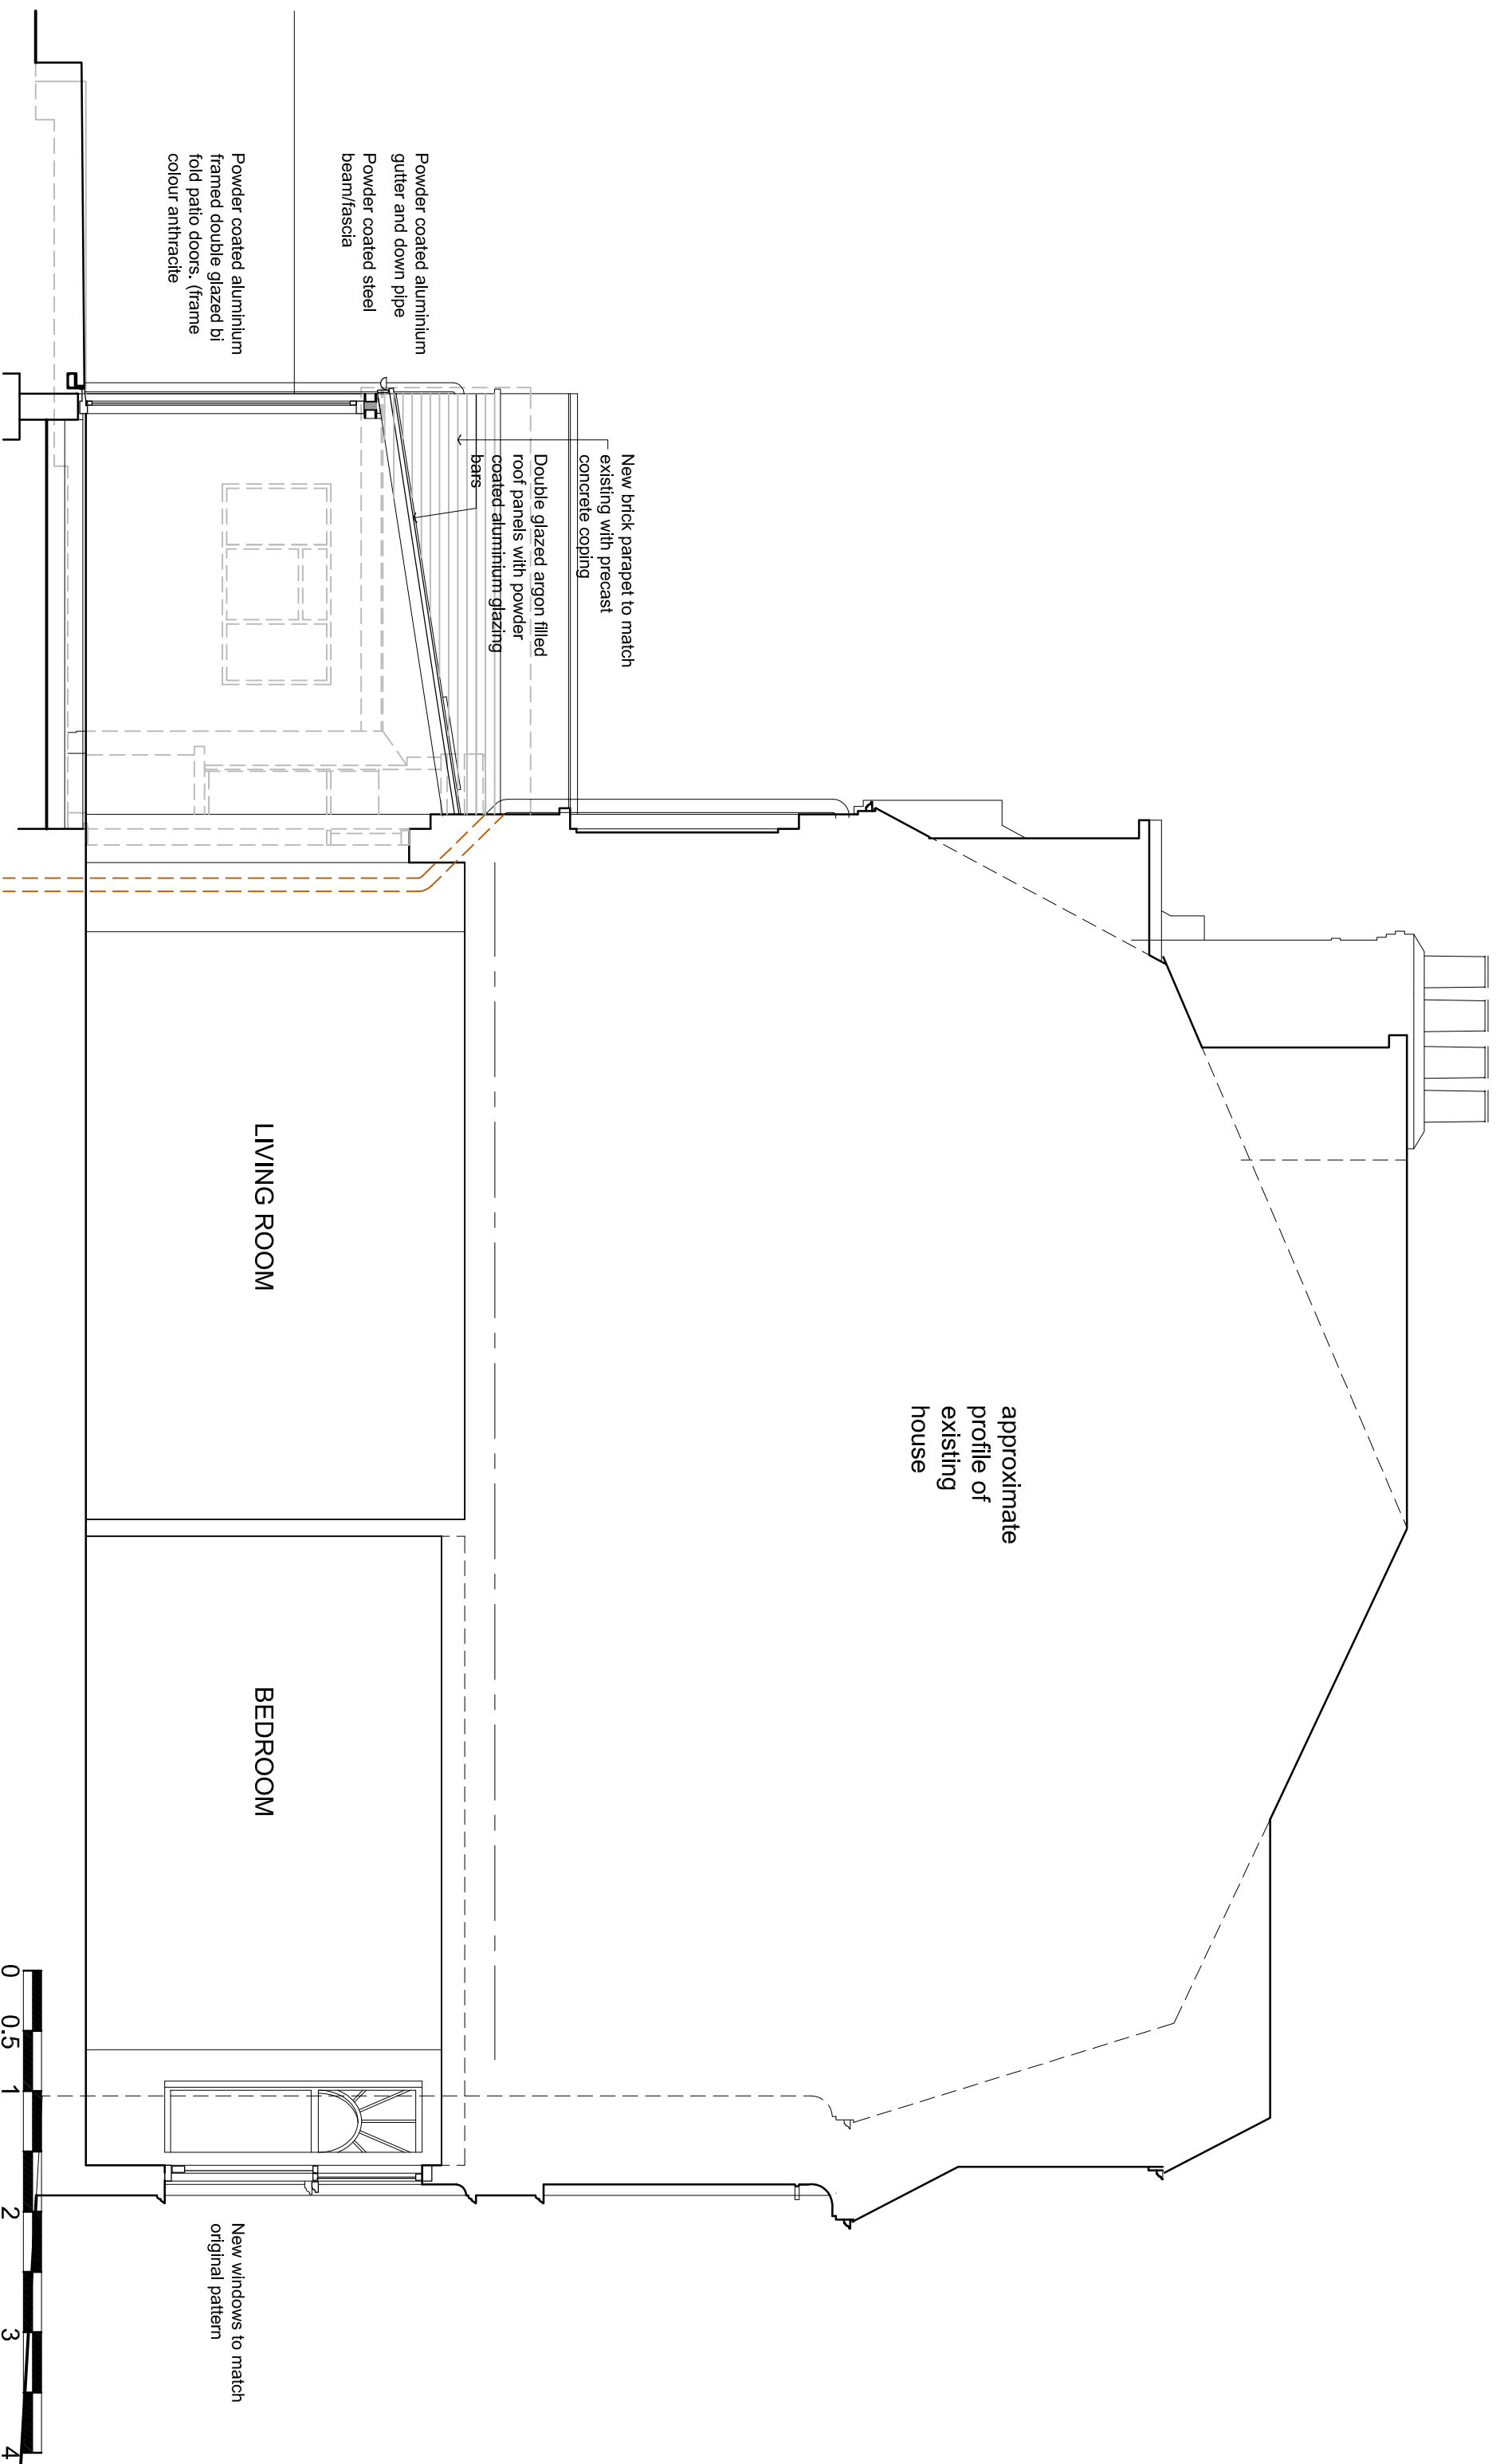 Powder coated aluminium
gutter and down pipe
Powder coated steel
beam/fascia
Powder coated aluminium
framed double glazed bi
fold patio doors. (frame
colour anthracite
New brick parapet to match
existing with precast
concrete coping
Double glazed argon filled
roof panels with powder
coated aluminium glazing
bars
approximate
profile of
existing
house
LIVING ROOM
BEDROOM
New windows to match
original pattern
0 0.5 1 2 3 4